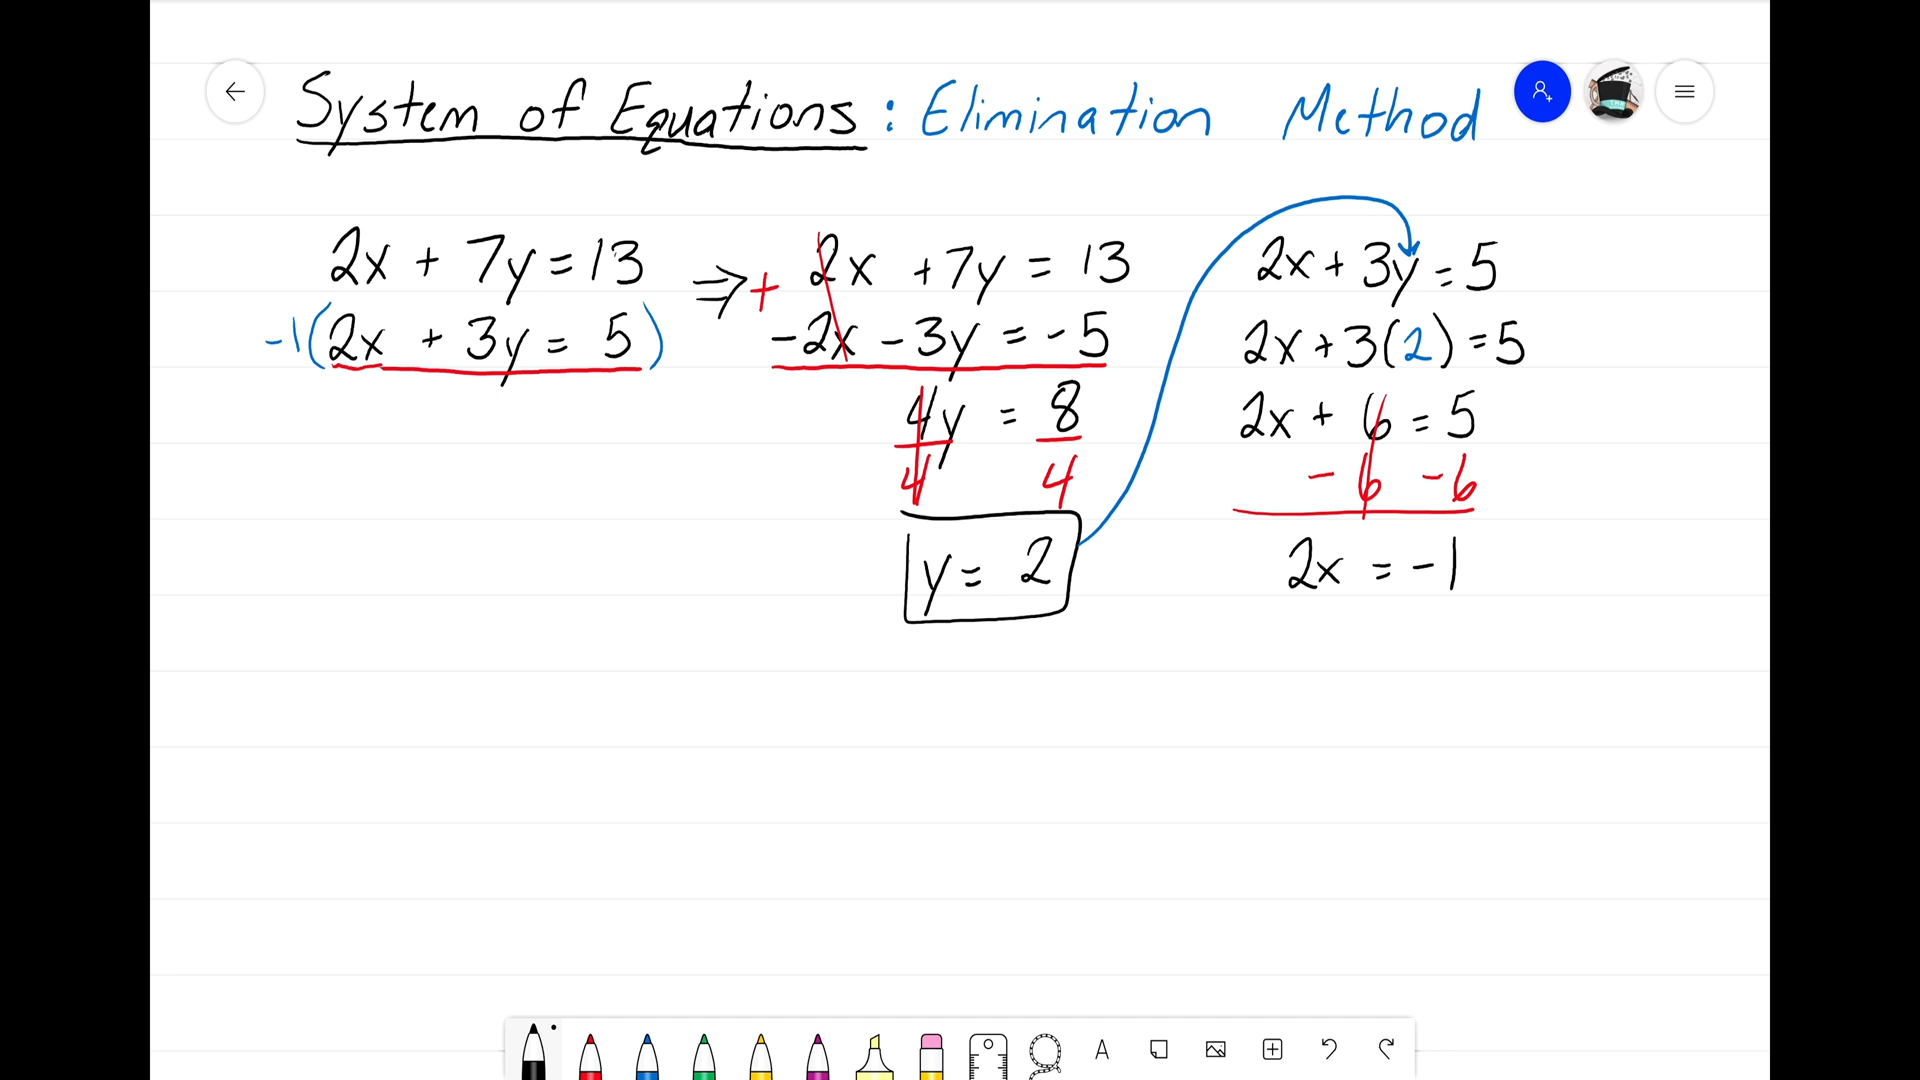 System of Equations : Elimination Method
2x + 7y = 13
-1(2x + 3y = 5)
⇒
+ 2x + 7y = 13
-2x - 3y = -5
4y = 8
4 4
y = 2
2x + 3y = 5
2x + 3(2) = 5
2x + 6 = 5
- 6 - 6
2x = -1
A